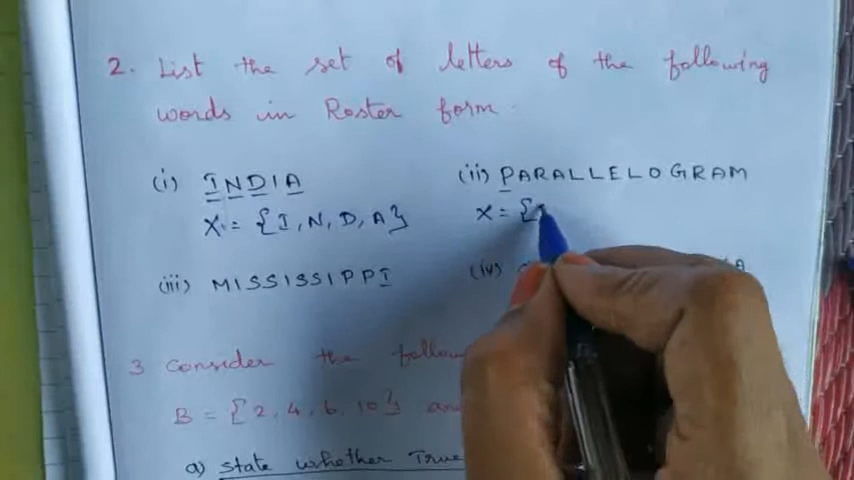 2. List the set of letters of the following
words in Roster form.
(i) INDIA
X = {I, N, D, A}
(ii) PARALLELOGRAM
X = {
(iii) MISSISSIPPI
(iv)
3 Consider the
B = {2, 4, 6, 10} an
a) state whether True